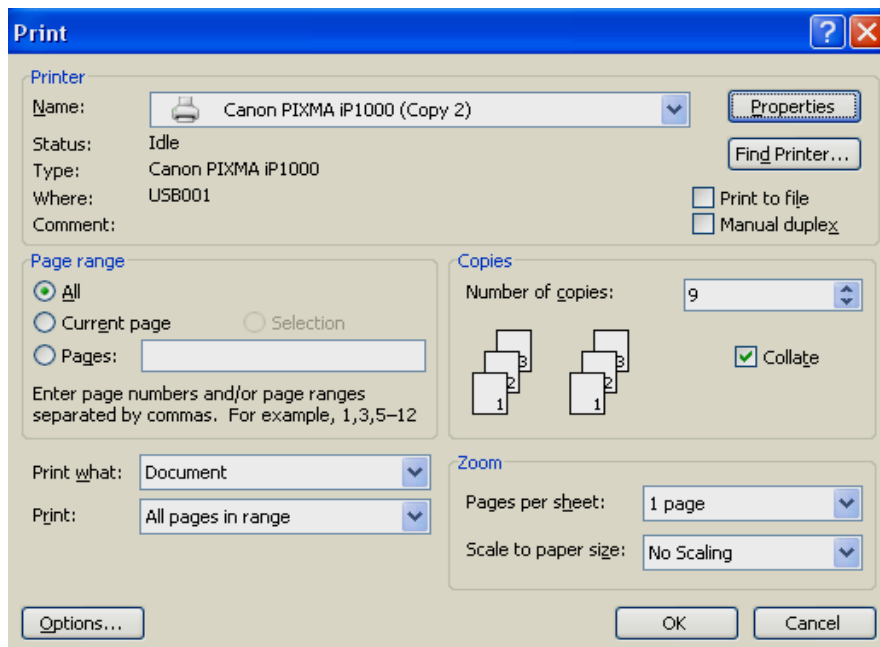 Print
Printer
Name: Canon PIXMA iP1000 (Copy 2) Properties
Status: Idle
Find Printer...
Type: Canon PIXMA iP1000
Where: USB001
Print to file
Comment:
Manual duplex
Page range
All
Current page Selection
Pages:
Enter page numbers and/or page ranges
separated by commas. For example, 1,3,5–12
Copies
Number of copies: 9
3 3
2 2
1 1
Collate
Print what: Document
Print: All pages in range
Zoom
Pages per sheet: 1 page
Scale to paper size: No Scaling
Options... OK Cancel